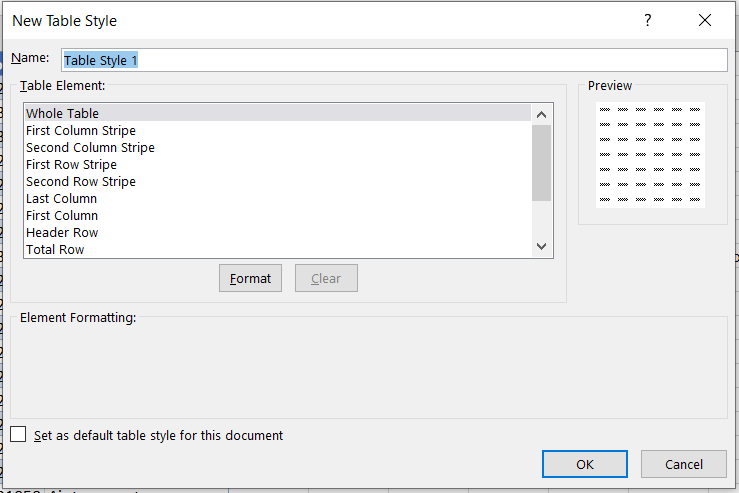 New Table Style
?
Name:
Table Style 1
Table Element:
Preview
Whole Table
First Column Stripe
Second Column Stripe
First Row Stripe
Second Row Stripe
Last Column
First Column
Header Row
Total Row
Format
Clear
Element Formatting:
Set as default table style for this document
OK
Cancel